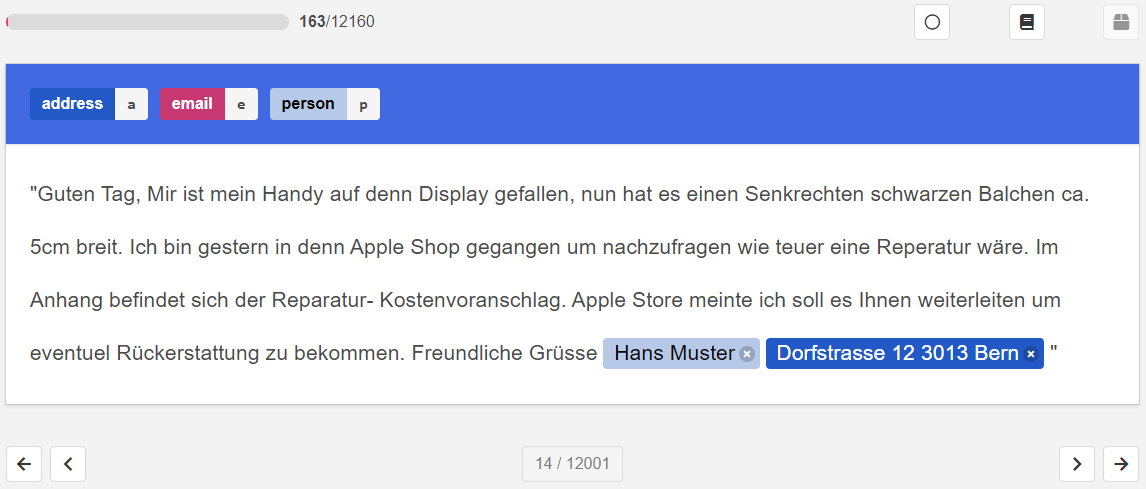 163/12160
address a email e person p
"Guten Tag, Mir ist mein Handy auf denn Display gefallen, nun hat es einen Senkrechten schwarzen Balchen ca.
5cm breit. Ich bin gestern in denn Apple Shop gegangen um nachzufragen wie teuer eine Reperatur wäre. Im
Anhang befindet sich der Reparatur- Kostenvoranschlag. Apple Store meinte ich soll es Ihnen weiterleiten um
eventuel Rückerstattung zu bekommen. Freundliche Grüsse Hans Muster Dorfstrasse 12 3013 Bern "
14 / 12001